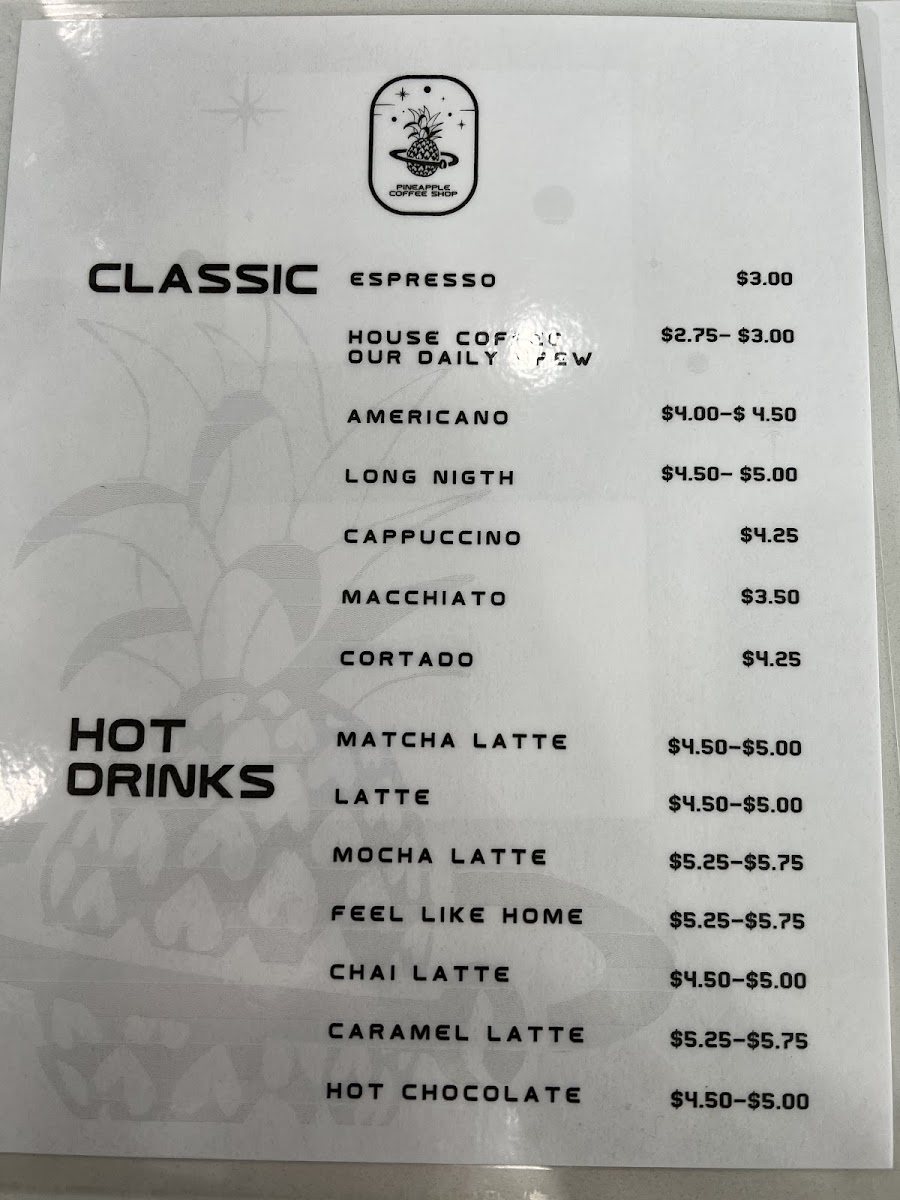 PINEAPPLE
COFFEE SHOP
CLASSIC
ESPRESSO $3.00
HOUSE $2.75– $3.00
OUR DAILY
AMERICANO $4.00–$ 4.50
LONG NIGTH $4.50– $5.00
CAPPUCCINO $4.25
MACCHIATO $3.50
CORTADO $4.25
HOT
DRINKS
MATCHA LATTE $4.50–$5.00
LATTE $4.50–$5.00
MOCHA LATTE $5.25–$5.75
FEEL LIKE HOME $5.25–$5.75
CHAI LATTE $4.50–$5.00
CARAMEL LATTE $5.25–$5.75
HOT CHOCOLATE $4.50–$5.00